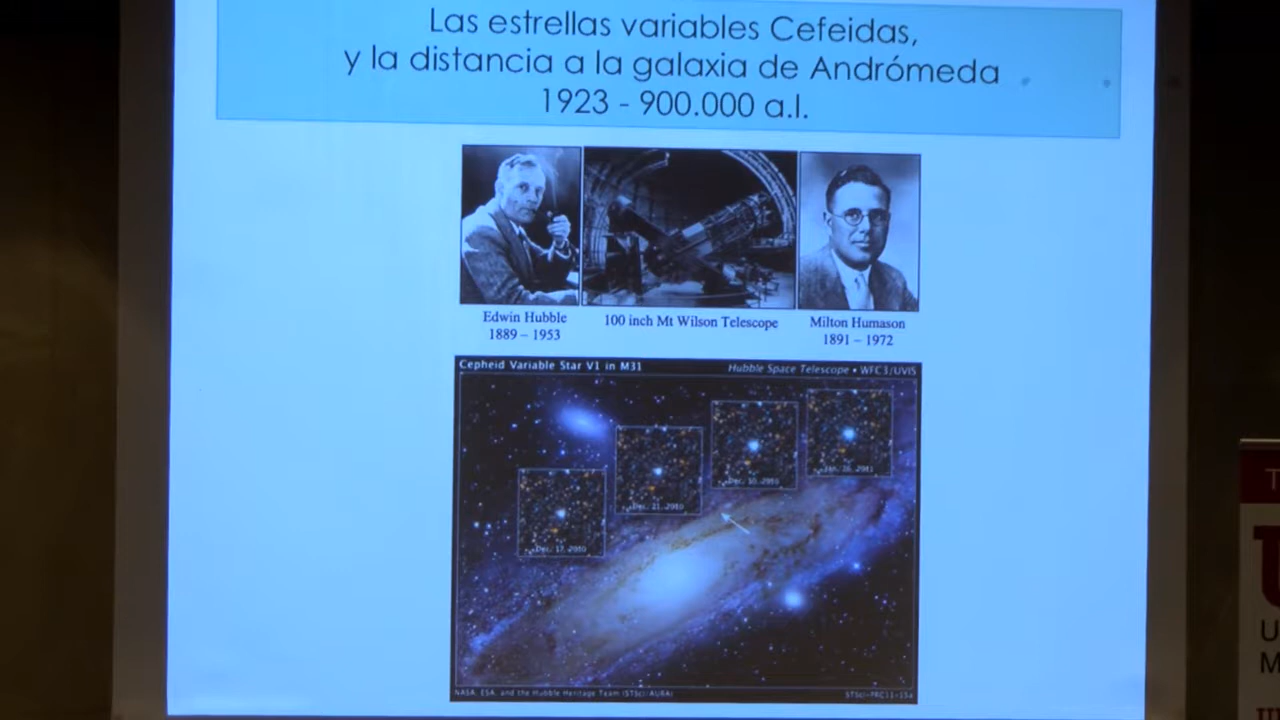 Las estrellas variables Cefeidas,
y la distancia a la galaxia de Andrómeda
1923 - 900.000 a.l.
Edwin Hubble
1889 – 1953
100 inch Mt Wilson Telescope
Milton Humason
1891 – 1972
Cepheid Variable Star V1 in M31
Hubble Space Telescope • WFC3/UVIS
Dec. 17, 2010
Dec. 21, 2010
Dec. 30, 2010
Jan. 26, 2011
NASA, ESA, and the Hubble Heritage Team (STScI/AURA)
STScI-PRC11-15a
T
U
M